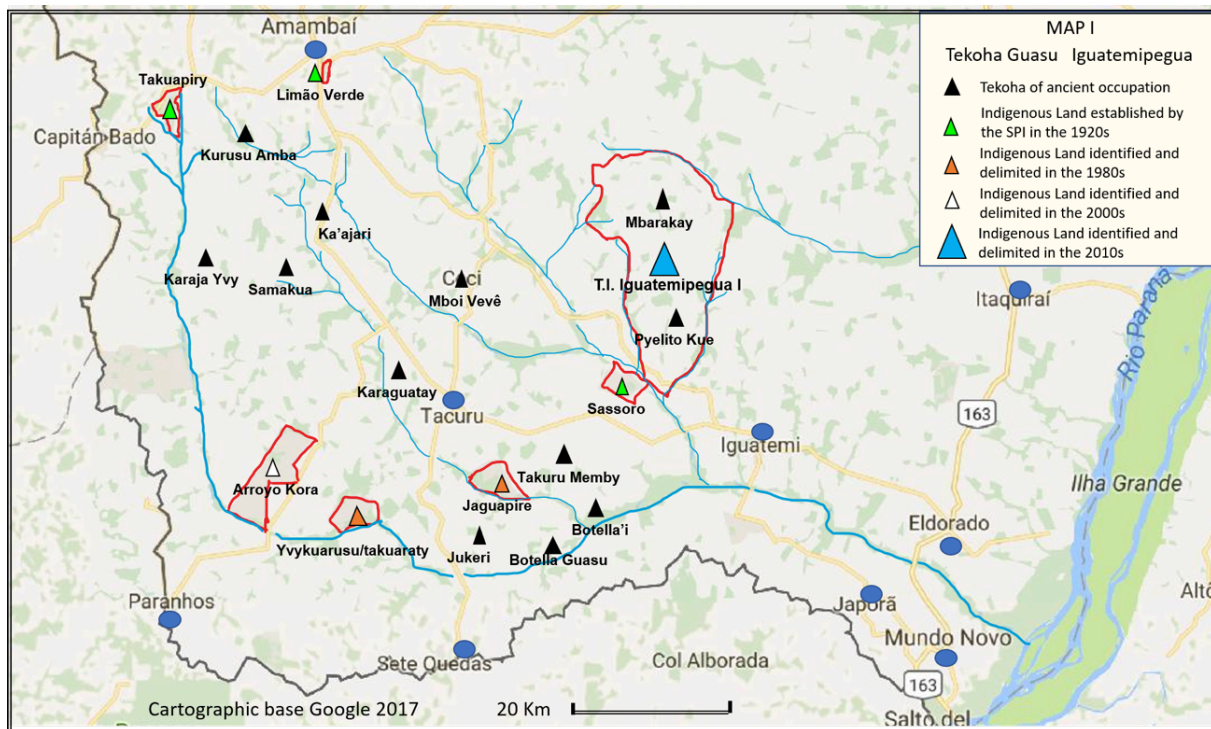 MAP I
Tekoha Guasu Iguatemipegua
Tekoha of ancient occupation
Indigenous Land established by
the SPI in the 1920s
Indigenous Land identified and
delimited in the 1980s
Indigenous Land identified and
delimited in the 2000s
Indigenous Land identified and
delimited in the 2010s
Amambaí
Takuapiry
Limão Verde
Capitán Bado
Kurusu Amba
Mbarakay
Ka'ajari
Karaja Yvy
Samakua
Mboi Vevê
T.I. Iguatemipegua I
Itaquiraí
Rio Paraná
Pyelito Kue
Karaguatay
Sassoro
Tacuru
163
Iguatemi
Takuru Memby
Arroyo Kora
Jaguapire
Ilha Grande
Botella'i
Eldorado
Yvykuarusu/takuaraty
Jukeri
Botella Guasu
Paranhos
Japorã
Altô
Mundo Novo
Sete Quedas
Col Alborada
163
Cartographic base Google 2017
20 Km
Salto del